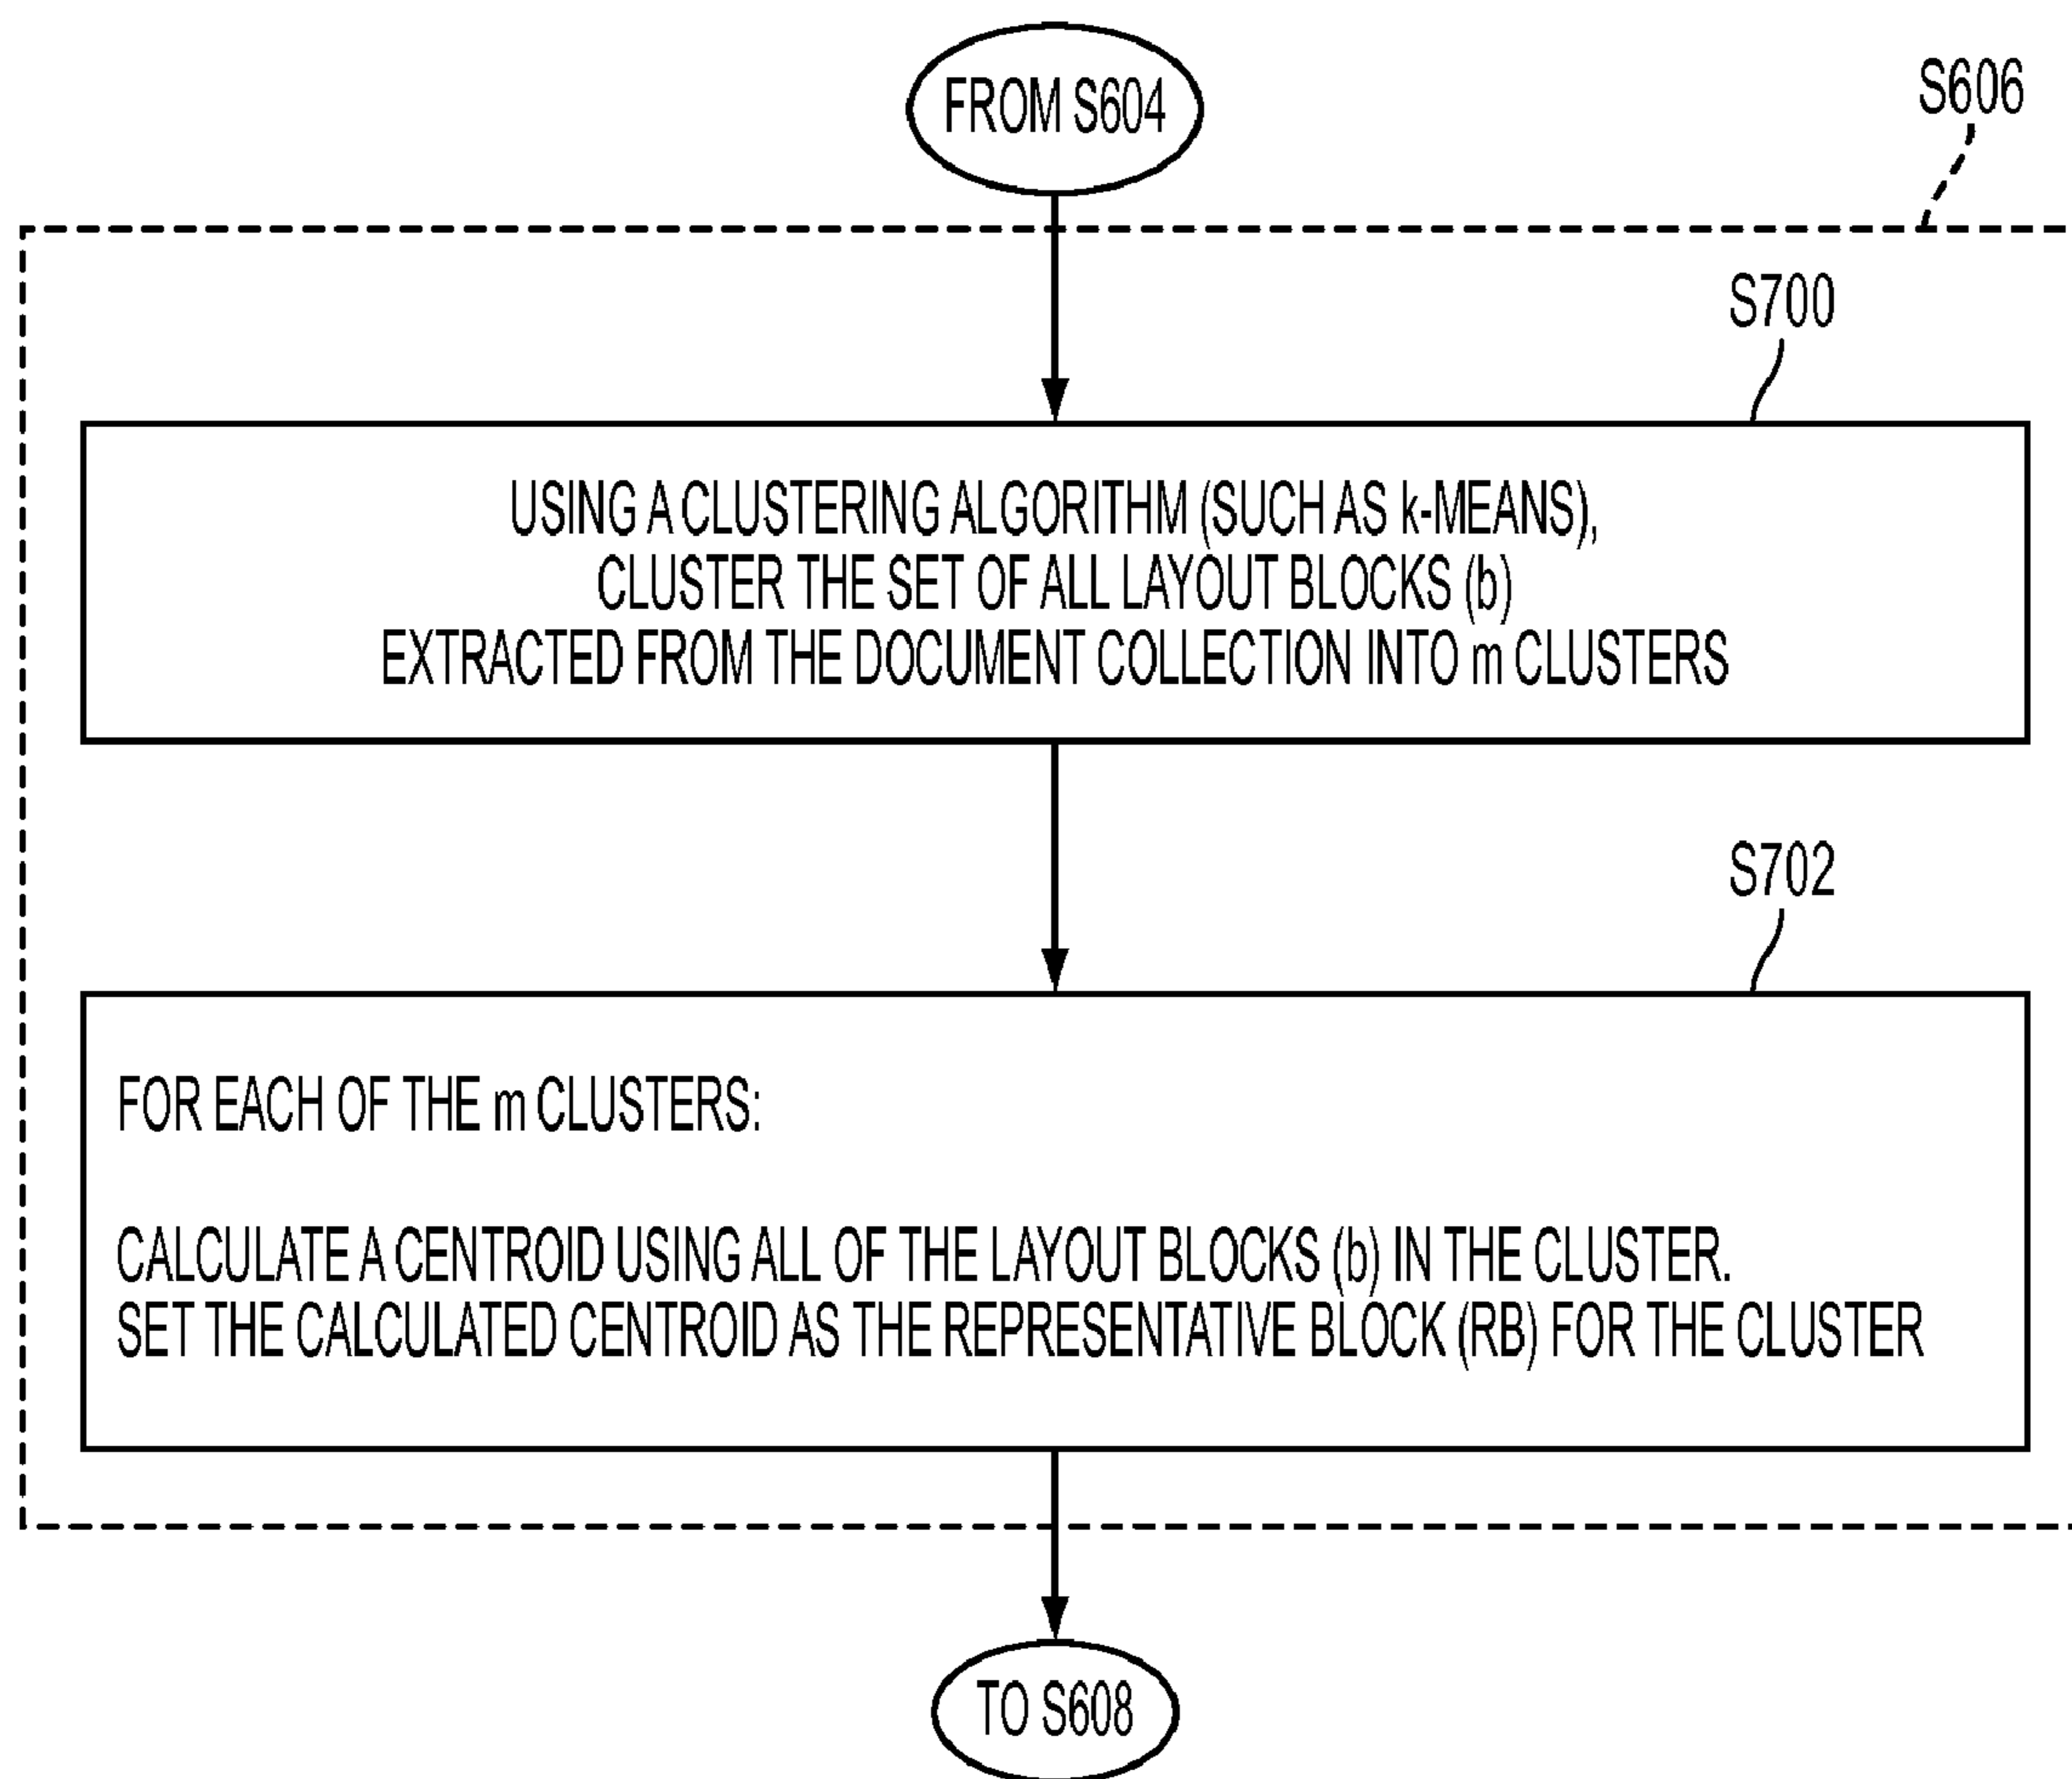 FROM S604
S606
S700
USING A CLUSTERING ALGORITHM (SUCH AS k-MEANS),
CLUSTER THE SET OF ALL LAYOUT BLOCKS (b)
EXTRACTED FROM THE DOCUMENT COLLECTION INTO m CLUSTERS
S702
FOR EACH OF THE m CLUSTERS:
CALCULATE A CENTROID USING ALL OF THE LAYOUT BLOCKS (b) IN THE CLUSTER.
SET THE CALCULATED CENTROID AS THE REPRESENTATIVE BLOCK (RB) FOR THE CLUSTER
TO S608